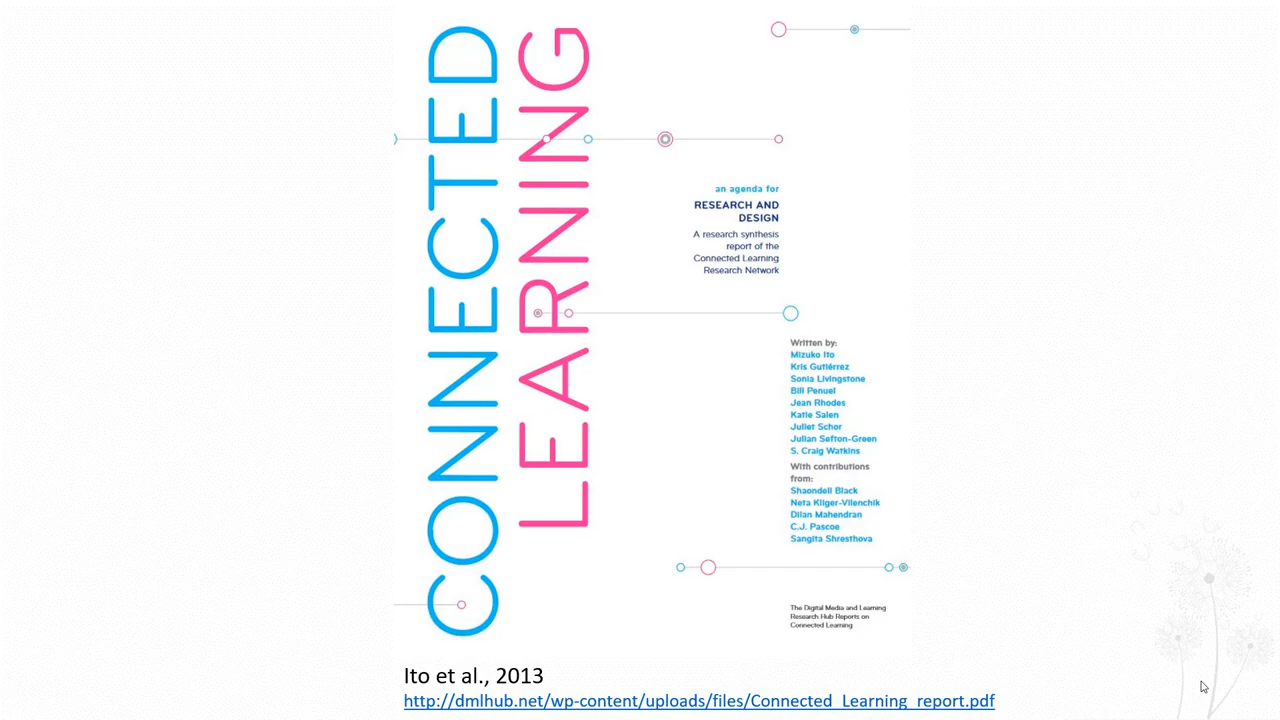 CONNECTED
LEARNING
an agenda for
RESEARCH AND
DESIGN
A research synthesis
report of the
Connected Learning
Research Network
Written by:
Mizuko Ito
Kris Gutiérrez
Sonia Livingstone
Bill Penuel
Jean Rhodes
Katie Salen
Juliet Schor
Julian Sefton-Green
S. Craig Watkins
With contributions
from:
Shaondell Black
Neta Kliger-Vilenchik
Dilan Mahendran
C.J. Pascoe
Sangita Shresthova
The Digital Media and Learning
Research Hub Reports on
Connected Learning
Ito et al., 2013
http://dmlhub.net/wp-content/uploads/files/Connected_Learning_report.pdf